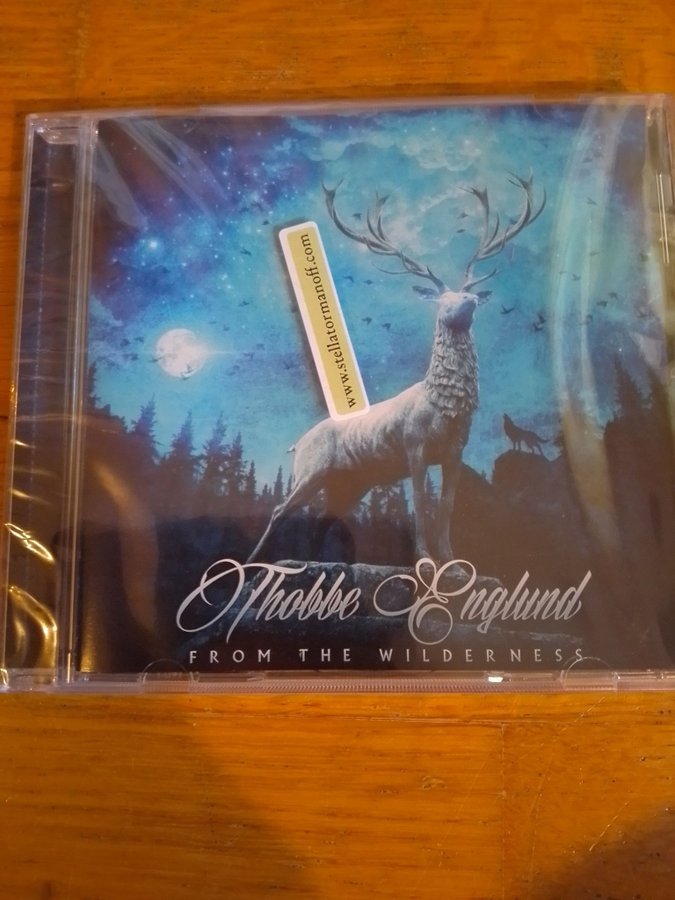 www.stellatormanoff.com
Thobbe Englund
FROM THE WILDERNESS